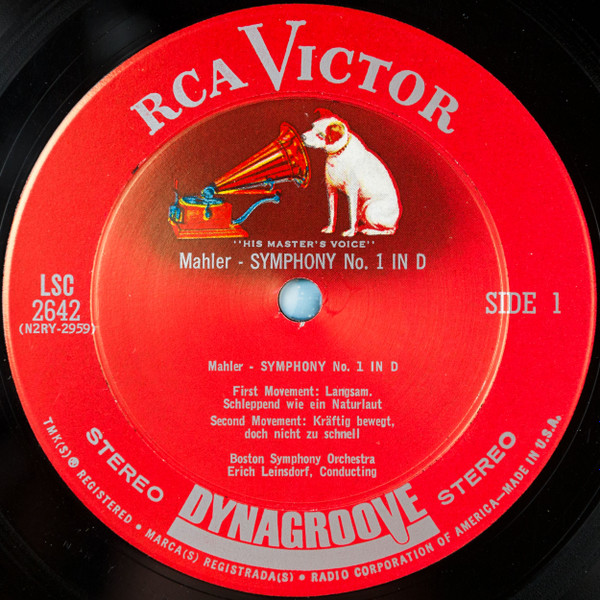 RCA VICTOR
"HIS MASTER'S VOICE"
Mahler - SYMPHONY No. 1 IN D
LSC
2642
(N2RY-2959)
SIDE 1
Mahler - SYMPHONY No. 1 IN D
First Movement: Langsam.
Schleppend wie ein Naturlaut
Second Movement: Kräftig bewegt,
doch nicht zu schnell
Boston Symphony Orchestra
Erich Leinsdorf, Conducting
STEREO
DYNAGROOVE
STEREO
TMK(S) ® REGISTERED • MARCA(S) REGISTRADA(S) • RADIO CORPORATION OF AMERICA—MADE IN U.S.A.